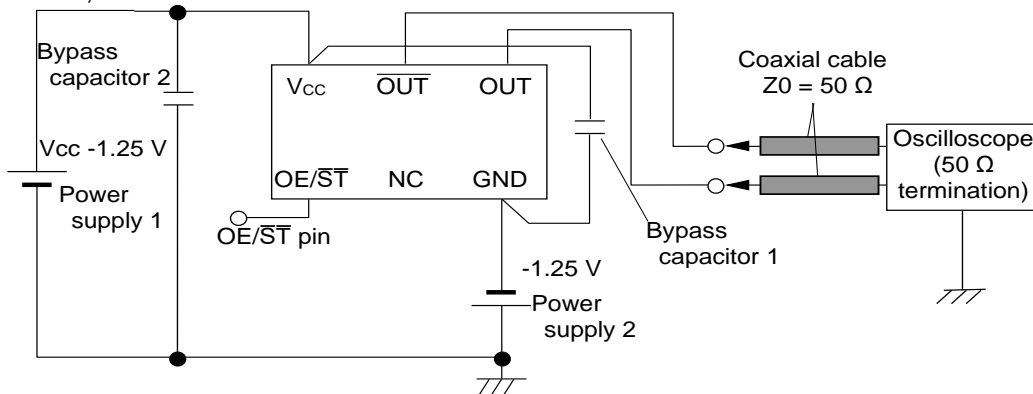 Bypass
capacitor 2
Vcc -1.25 V
Power
supply 1
VCC
OUT
OUT
OE/ST
NC
GND
OE/ST pin
-1.25 V
Power
supply 2
Bypass
capacitor 1
Coaxial cable
Z0 = 50 Ω
Oscilloscope
(50 Ω
termination)